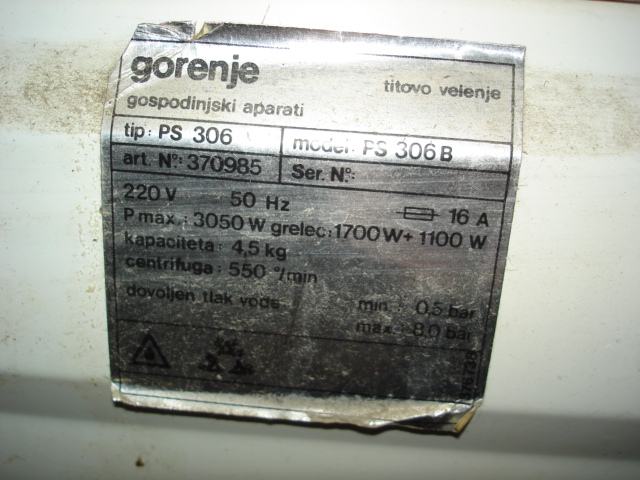 gorenje
titovo velenje
gospodinjski aparati
tip: PS 306 model: PS 306 B
art. Nº: 370985 Ser. Nº:
220 V 50 Hz 16 A
P max.: 3050 W grelec: 1700 W + 1100 W
kapaciteta: 4,5 kg
centrifuga: 550 °/min
dovoljen tlak vode min.: 0,5 bar
max.: 8,0 bar